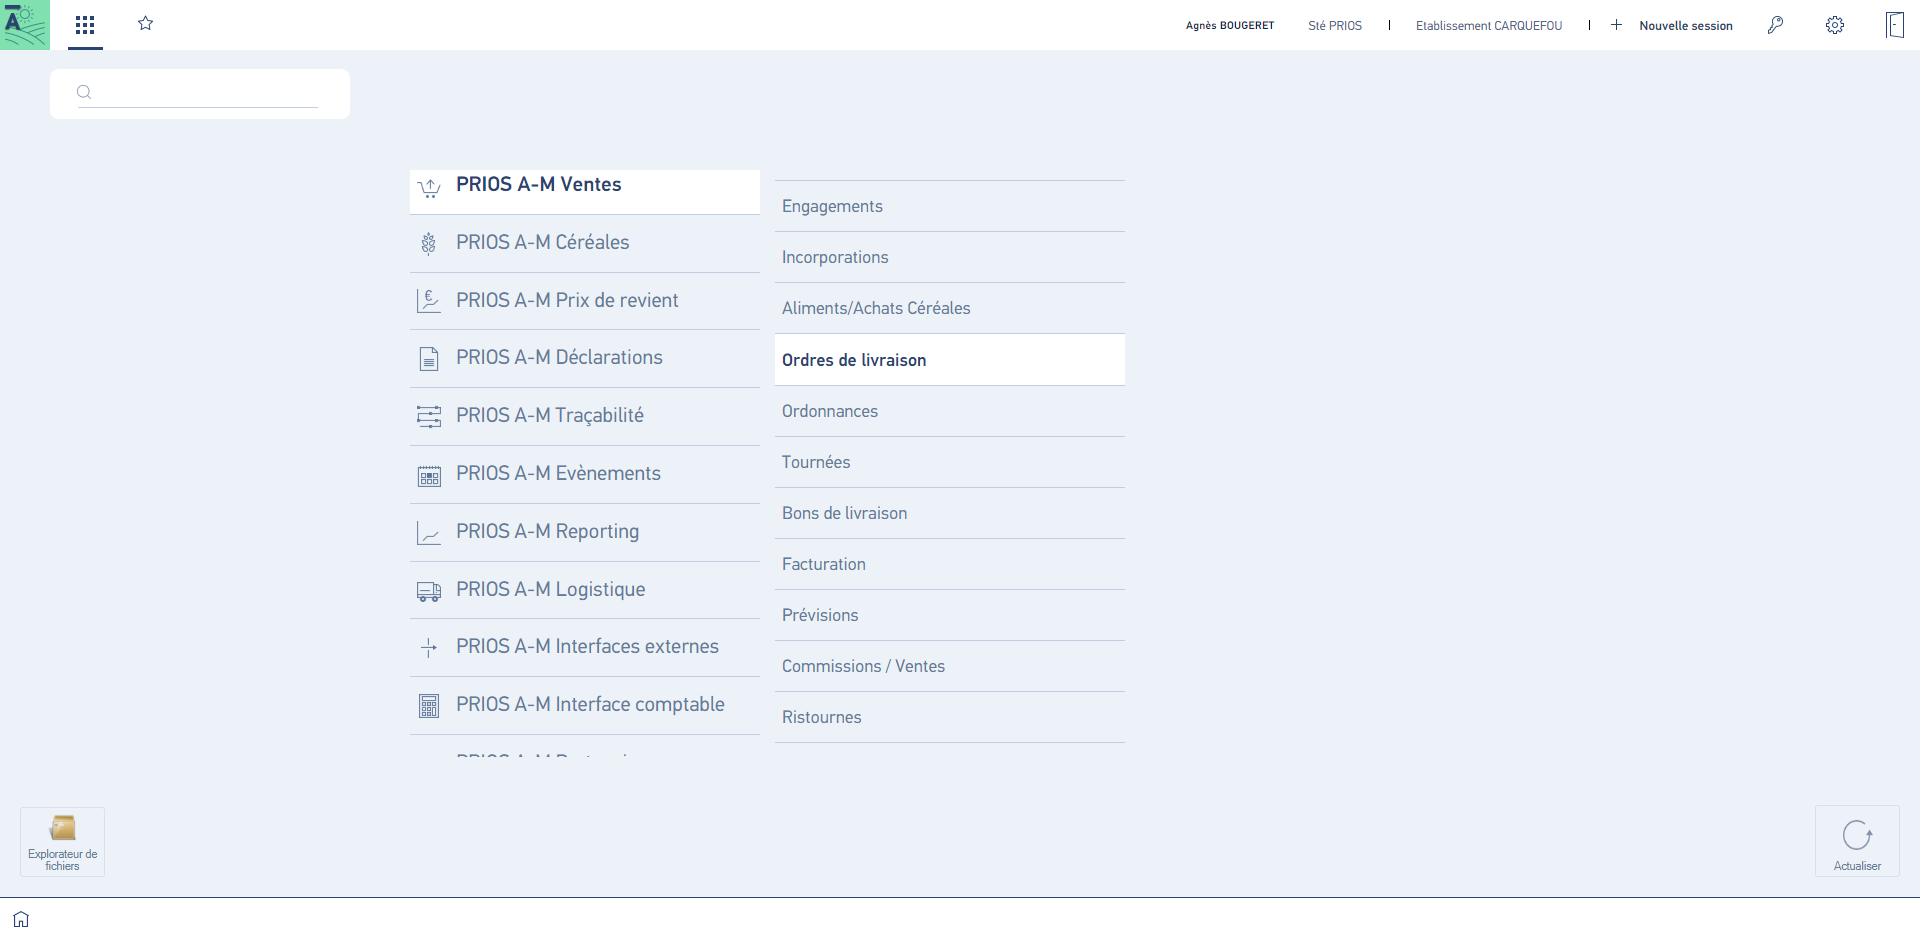 Agnès BOUGERET
Sté PRIOS
Etablissement CARQUEFOU
Nouvelle session
PRIOS A-M Ventes
PRIOS A-M Céréales
PRIOS A-M Prix de revient
PRIOS A-M Déclarations
PRIOS A-M Traçabilité
PRIOS A-M Evènements
PRIOS A-M Reporting
PRIOS A-M Logistique
PRIOS A-M Interfaces externes
PRIOS A-M Interface comptable
PRIOS A-M
Engagements
Incorporations
Aliments/Achats Céréales
Ordres de livraison
Ordonnances
Tournées
Bons de livraison
Facturation
Prévisions
Commissions / Ventes
Ristournes
Explorateur de
fichiers
Actualiser